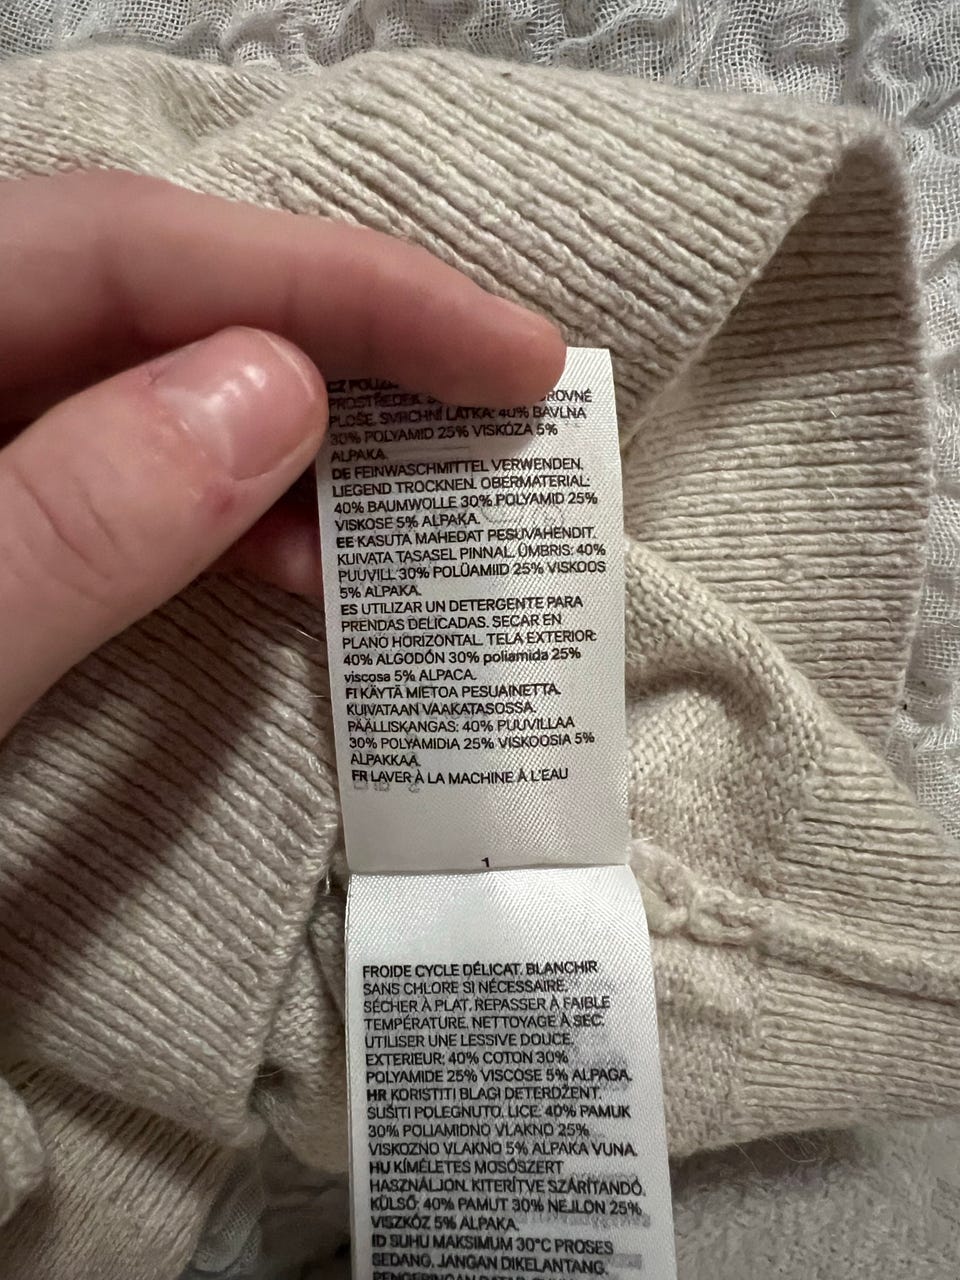 CZ
PROSTŘEDEK. ROVNÉ
PLOŠE. SVRCHNÍ LÁTKA: 40% BAVLNA
30% POLYAMID 25% VISKÓZA 5%
ALPAKA.
DE FEINWASCHMITTEL VERWENDEN.
LIEGEND TROCKNEN. OBERMATERIAL:
40% BAUMWOLLE 30% POLYAMID 25%
VISKOSE 5% ALPAKA.
EE KASUTA MAHEDAT PESUVAHENDIT.
KUIVATA TASASEL PINNAL. ÜMBRIS: 40%
PUUVILL 30% POLÜAMIID 25% VISKOOS
5% ALPAKA.
ES UTILIZAR UN DETERGENTE PARA
PRENDAS DELICADAS. SECAR EN
PLANO HORIZONTAL. TELA EXTERIOR:
40% ALGODÓN 30% poliamida 25%
viscosa 5% ALPACA.
FI KÄYTÄ MIETOA PESUAINETTA.
KUIVATAAN VAAKATASOSSA.
PÄÄLLISKANGAS: 40% PUUVILLAA
30% POLYAMIDIA 25% VISKOOSIA 5%
ALPAKKAA.
FR LAVER À LA MACHINE À L'EAU
1
FROIDE CYCLE DÉLICAT. BLANCHIR
SANS CHLORE SI NÉCESSAIRE.
SÉCHER À PLAT. REPASSER À FAIBLE
TEMPÉRATURE. NETTOYAGE À SEC.
UTILISER UNE LESSIVE DOUCE.
EXTERIEUR: 40% COTON 30%
POLYAMIDE 25% VISCOSE 5% ALPAGA.
HR KORISTITI BLAGI DETERDŽENT.
SUŠITI POLEGNUTO. LICE: 40% PAMUK
30% POLIAMIDNO VLAKNO 25%
VISKOZNO VLAKNO 5% ALPAKA VUNA.
HU KÍMÉLETES MOSÓSZERT
HASZNÁLJON. KITERÍTVE SZÁRÍTANDÓ.
KÜLSŐ: 40% PAMUT 30% NEJLON 25%
VISZKÓZ 5% ALPAKA.
ID SUHU MAKSIMUM 30°C PROSES
SEDANG. JANGAN DIKELANTANG.